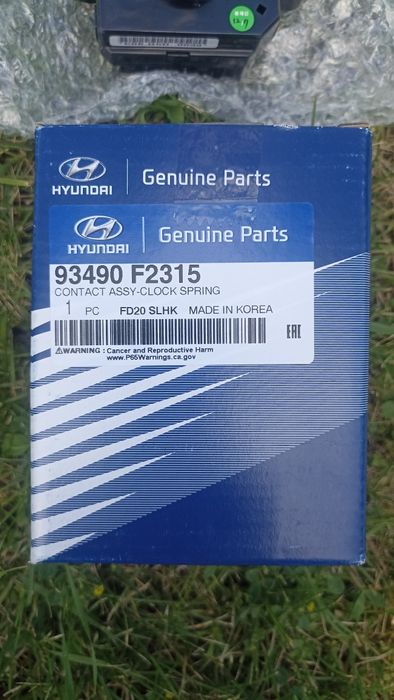 HYUNDAI
Genuine Parts
HYUNDAI
Genuine Parts
93490 F2315
CONTACT ASSY-CLOCK SPRING
1 PC FD20 SLHK MADE IN KOREA
EAC
WARNING : Cancer and Reproductive Harm
www.P65Warnings.ca.gov